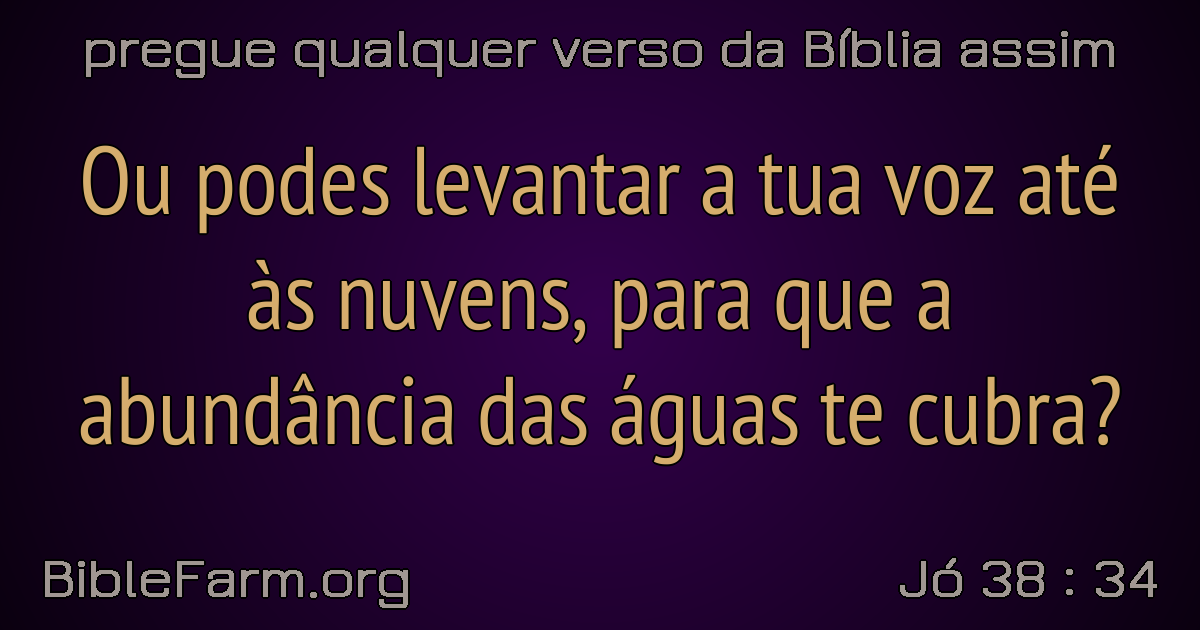 pregue qualquer verso da Bíblia assim
Ou podes levantar a tua voz até
às nuvens, para que a
abundância das águas te cubra?
BibleFarm.org
Jó 38 : 34